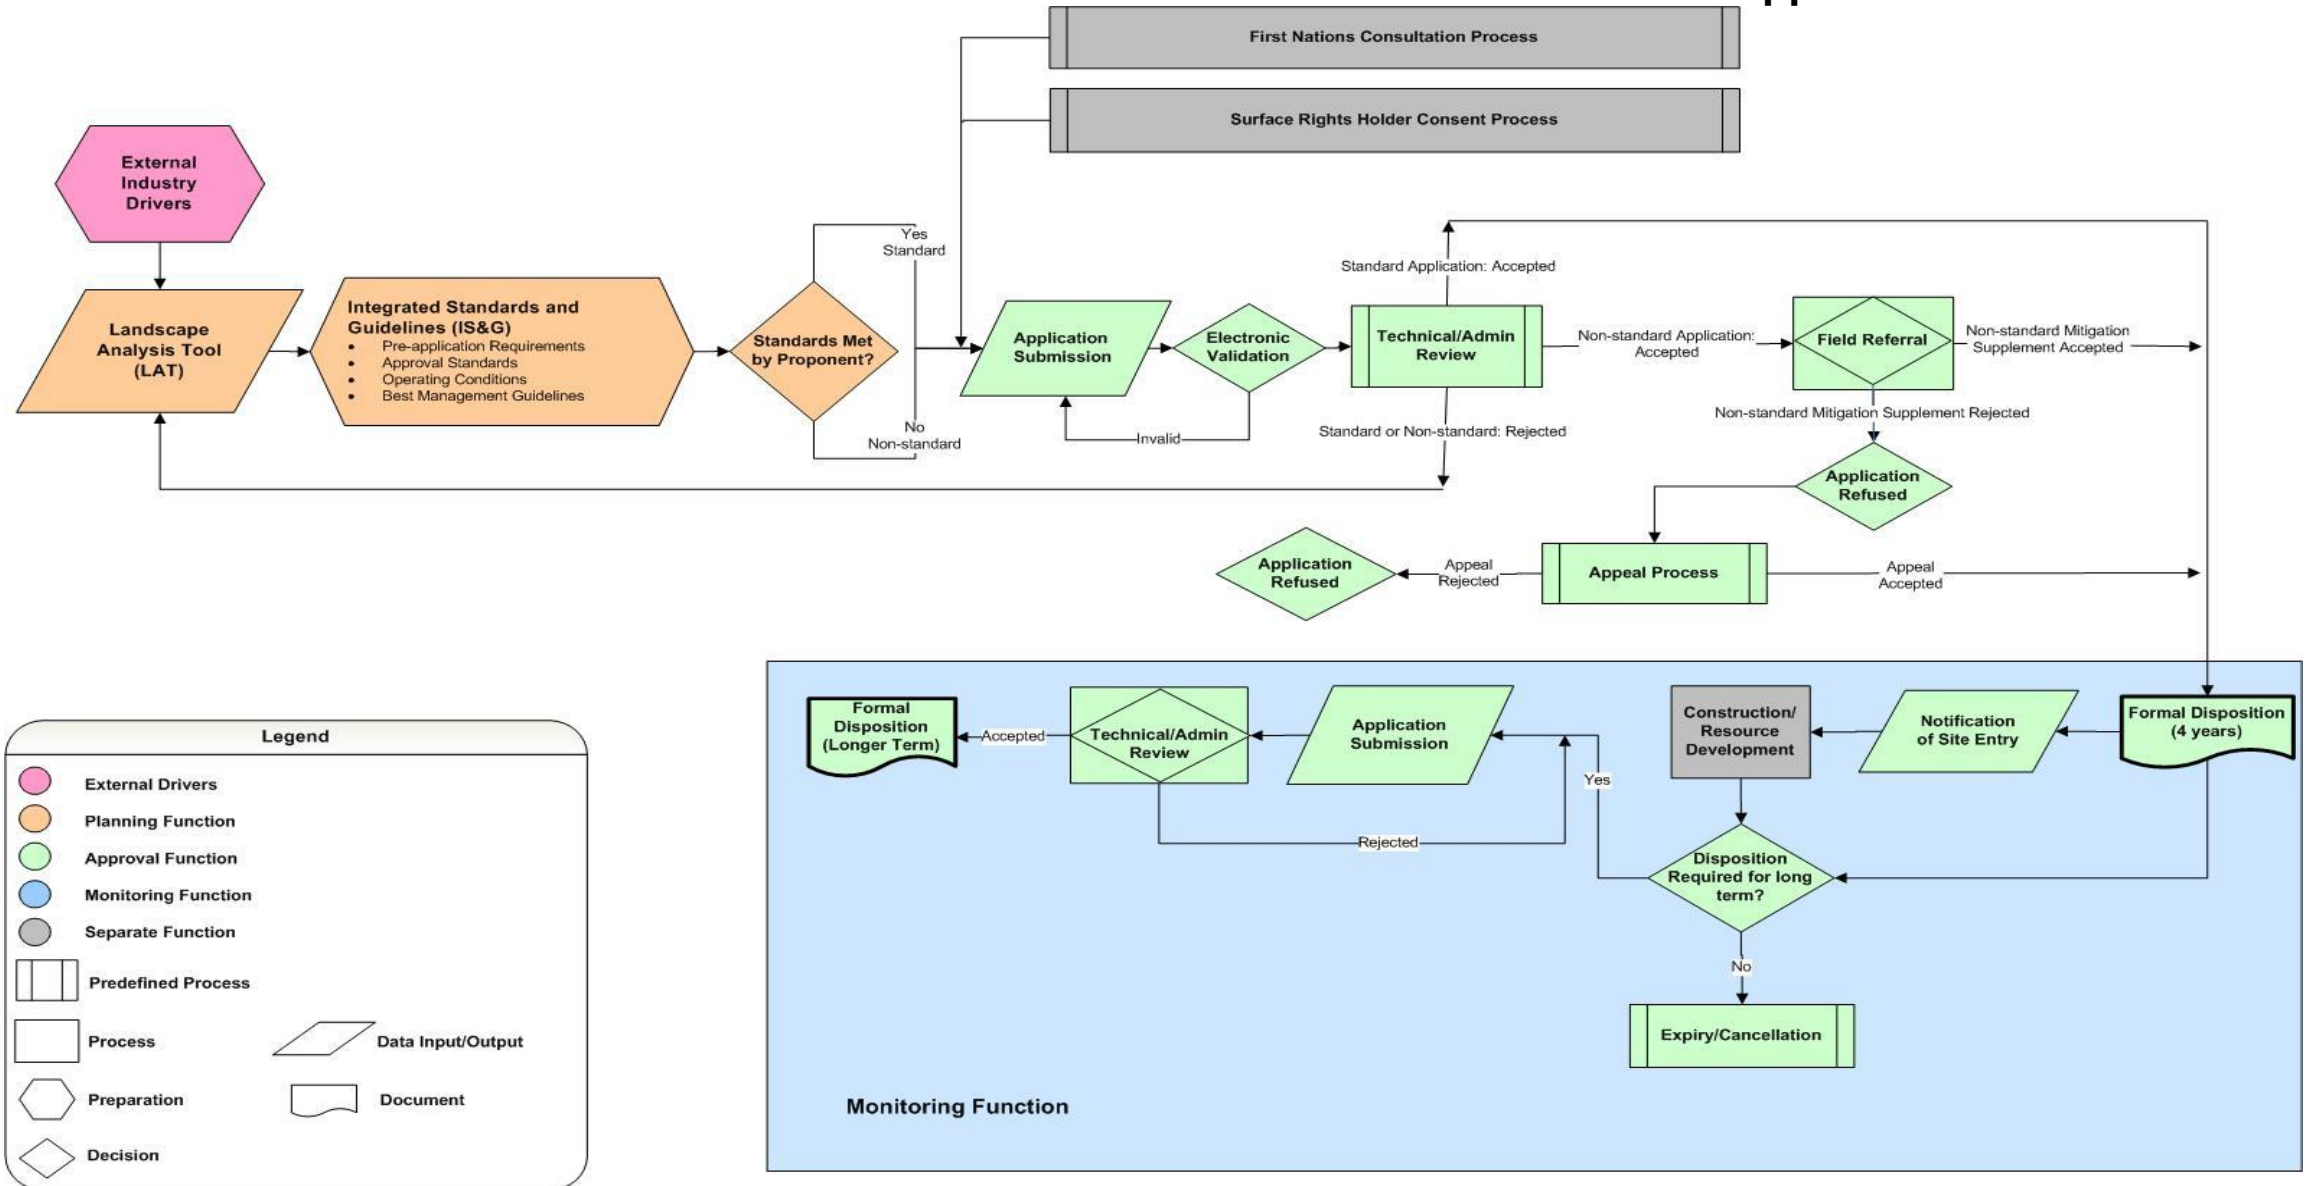 First Nations Consultation Process
Surface Rights Holder Consent Process
External
Industry
Drivers
Landscape
Analysis Tool
(LAT)
Integrated Standards and
Guidelines (IS&G)
• Pre-application Requirements
• Approval Standards
• Operating Conditions
• Best Management Guidelines
Standards Met
by Proponent?
Yes
Standard
No
Non-standard
Application
Submission
Electronic
Validation
Invalid
Technical/Admin
Review
Standard Application: Accepted
Standard or Non-standard: Rejected
Non-standard Application:
Accepted
Field Referral
Non-standard Mitigation
Supplement Accepted
Non-standard Mitigation Supplement Rejected
Application
Refused
Appeal Process
Appeal
Rejected
Application
Refused
Appeal
Accepted
Formal Disposition
(4 years)
Notification
of Site Entry
Construction/
Resource
Development
Disposition
Required for long
term?
Yes
No
Expiry/Cancellation
Application
Submission
Technical/Admin
Review
Rejected
Accepted
Formal
Disposition
(Longer Term)
Monitoring Function
Legend
External Drivers
Planning Function
Approval Function
Monitoring Function
Separate Function
Predefined Process
Process
Data Input/Output
Preparation
Document
Decision